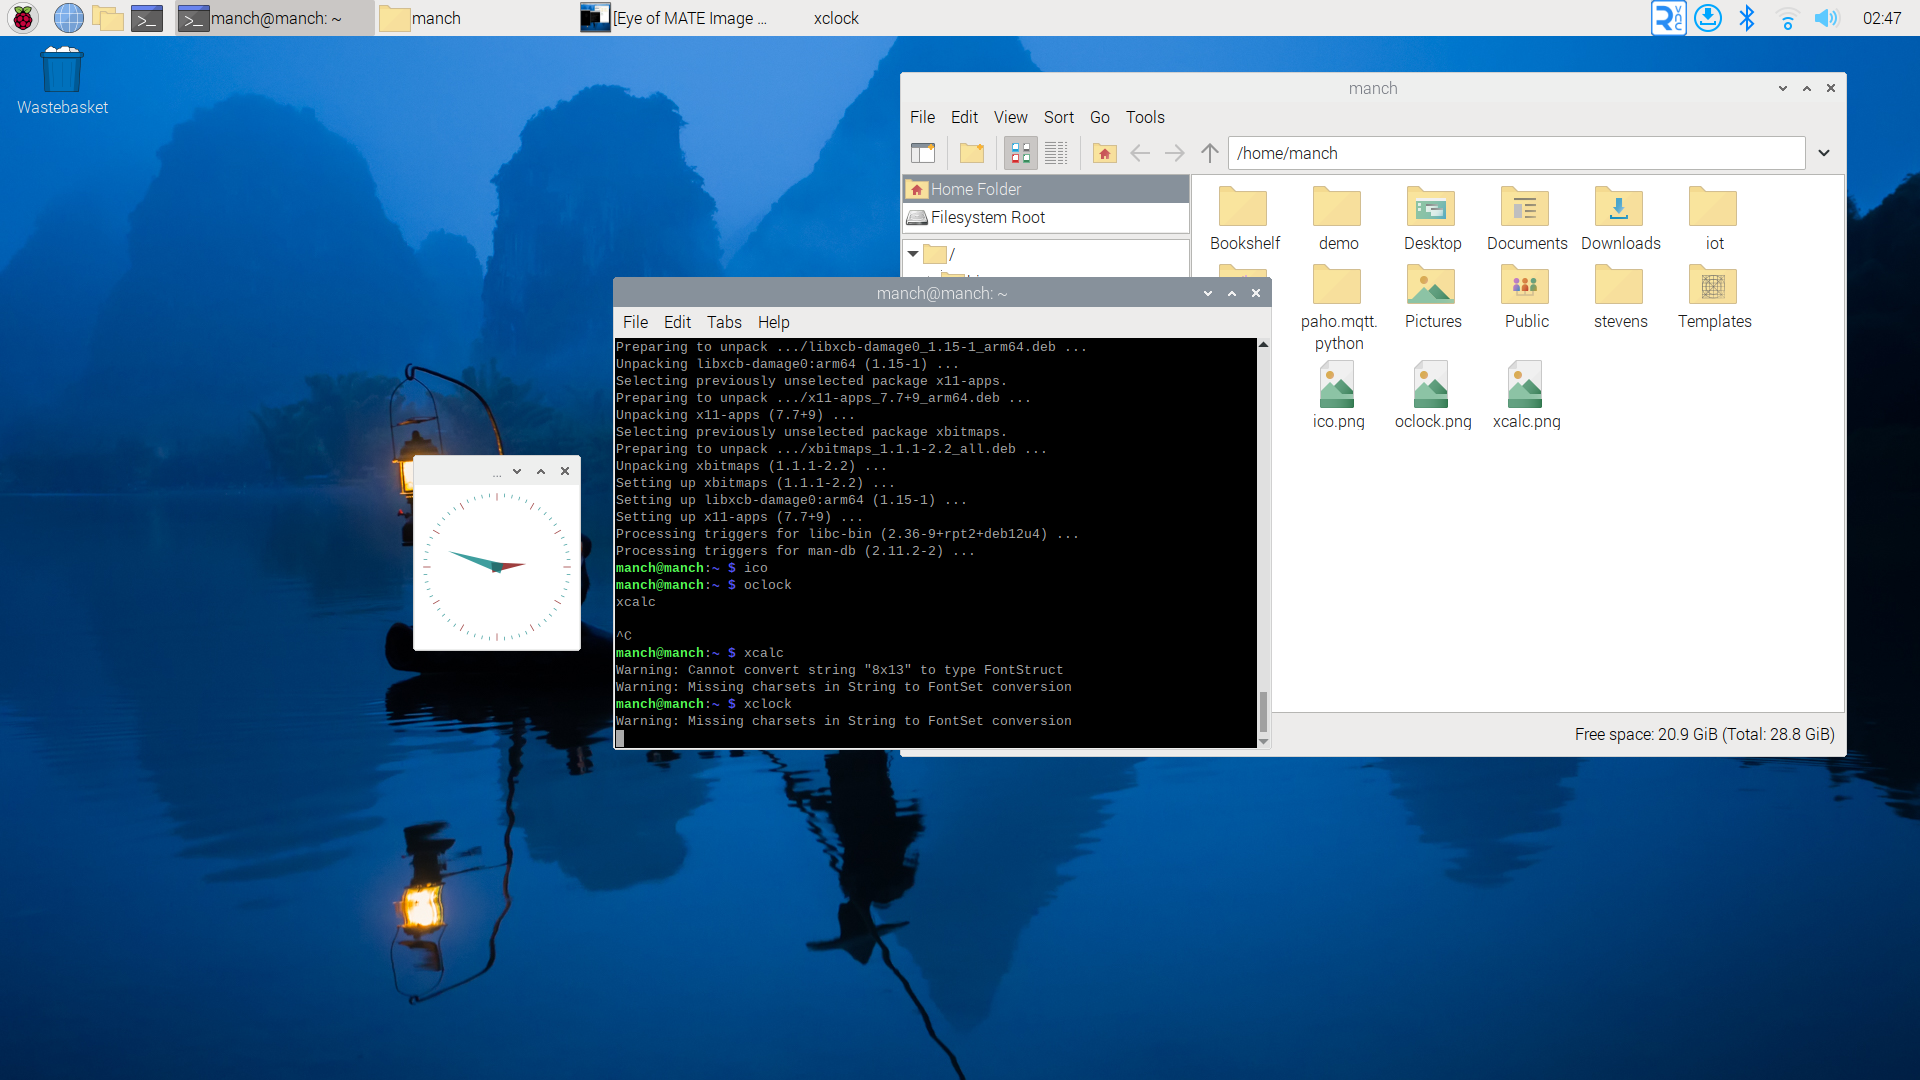 manch@manch: ~
manch
[Eye of MATE Image ...
xclock
02:47
Wastebasket
manch
File Edit View Sort Go Tools
/home/manch
Home Folder
Filesystem Root
/
Bookshelf
demo
Desktop
Documents
Downloads
iot
paho.mqtt.
python
Pictures
Public
stevens
Templates
ico.png
oclock.png
xcalc.png
Free space: 20.9 GiB (Total: 28.8 GiB)
manch@manch: ~
File Edit Tabs Help
Preparing to unpack .../libxcb-damage0_1.15-1_arm64.deb ...
Unpacking libxcb-damage0:arm64 (1.15-1) ...
Selecting previously unselected package x11-apps.
Preparing to unpack .../x11-apps_7.7+9_arm64.deb ...
Unpacking x11-apps (7.7+9) ...
Selecting previously unselected package xbitmaps.
Preparing to unpack .../xbitmaps_1.1.1-2.2_all.deb ...
Unpacking xbitmaps (1.1.1-2.2) ...
Setting up xbitmaps (1.1.1-2.2) ...
Setting up libxcb-damage0:arm64 (1.15-1) ...
Setting up x11-apps (7.7+9) ...
Processing triggers for libc-bin (2.36-9+rpt2+deb12u4) ...
Processing triggers for man-db (2.11.2-2) ...
manch@manch:~ $ ico
manch@manch:~ $ oclock
xcalc
^C
manch@manch:~ $ xcalc
Warning: Cannot convert string "8x13" to type FontStruct
Warning: Missing charsets in String to FontSet conversion
manch@manch:~ $ xclock
Warning: Missing charsets in String to FontSet conversion
...